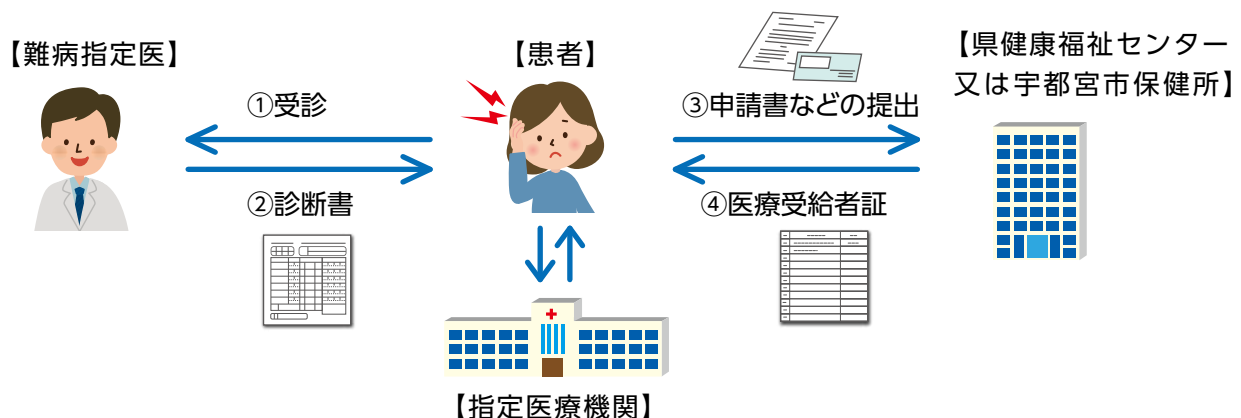 【難病指定医】
【患者】
【県健康福祉センター
又は宇都宮市保健所】
①受診
②診断書
③申請書などの提出
④医療受給者証
【指定医療機関】